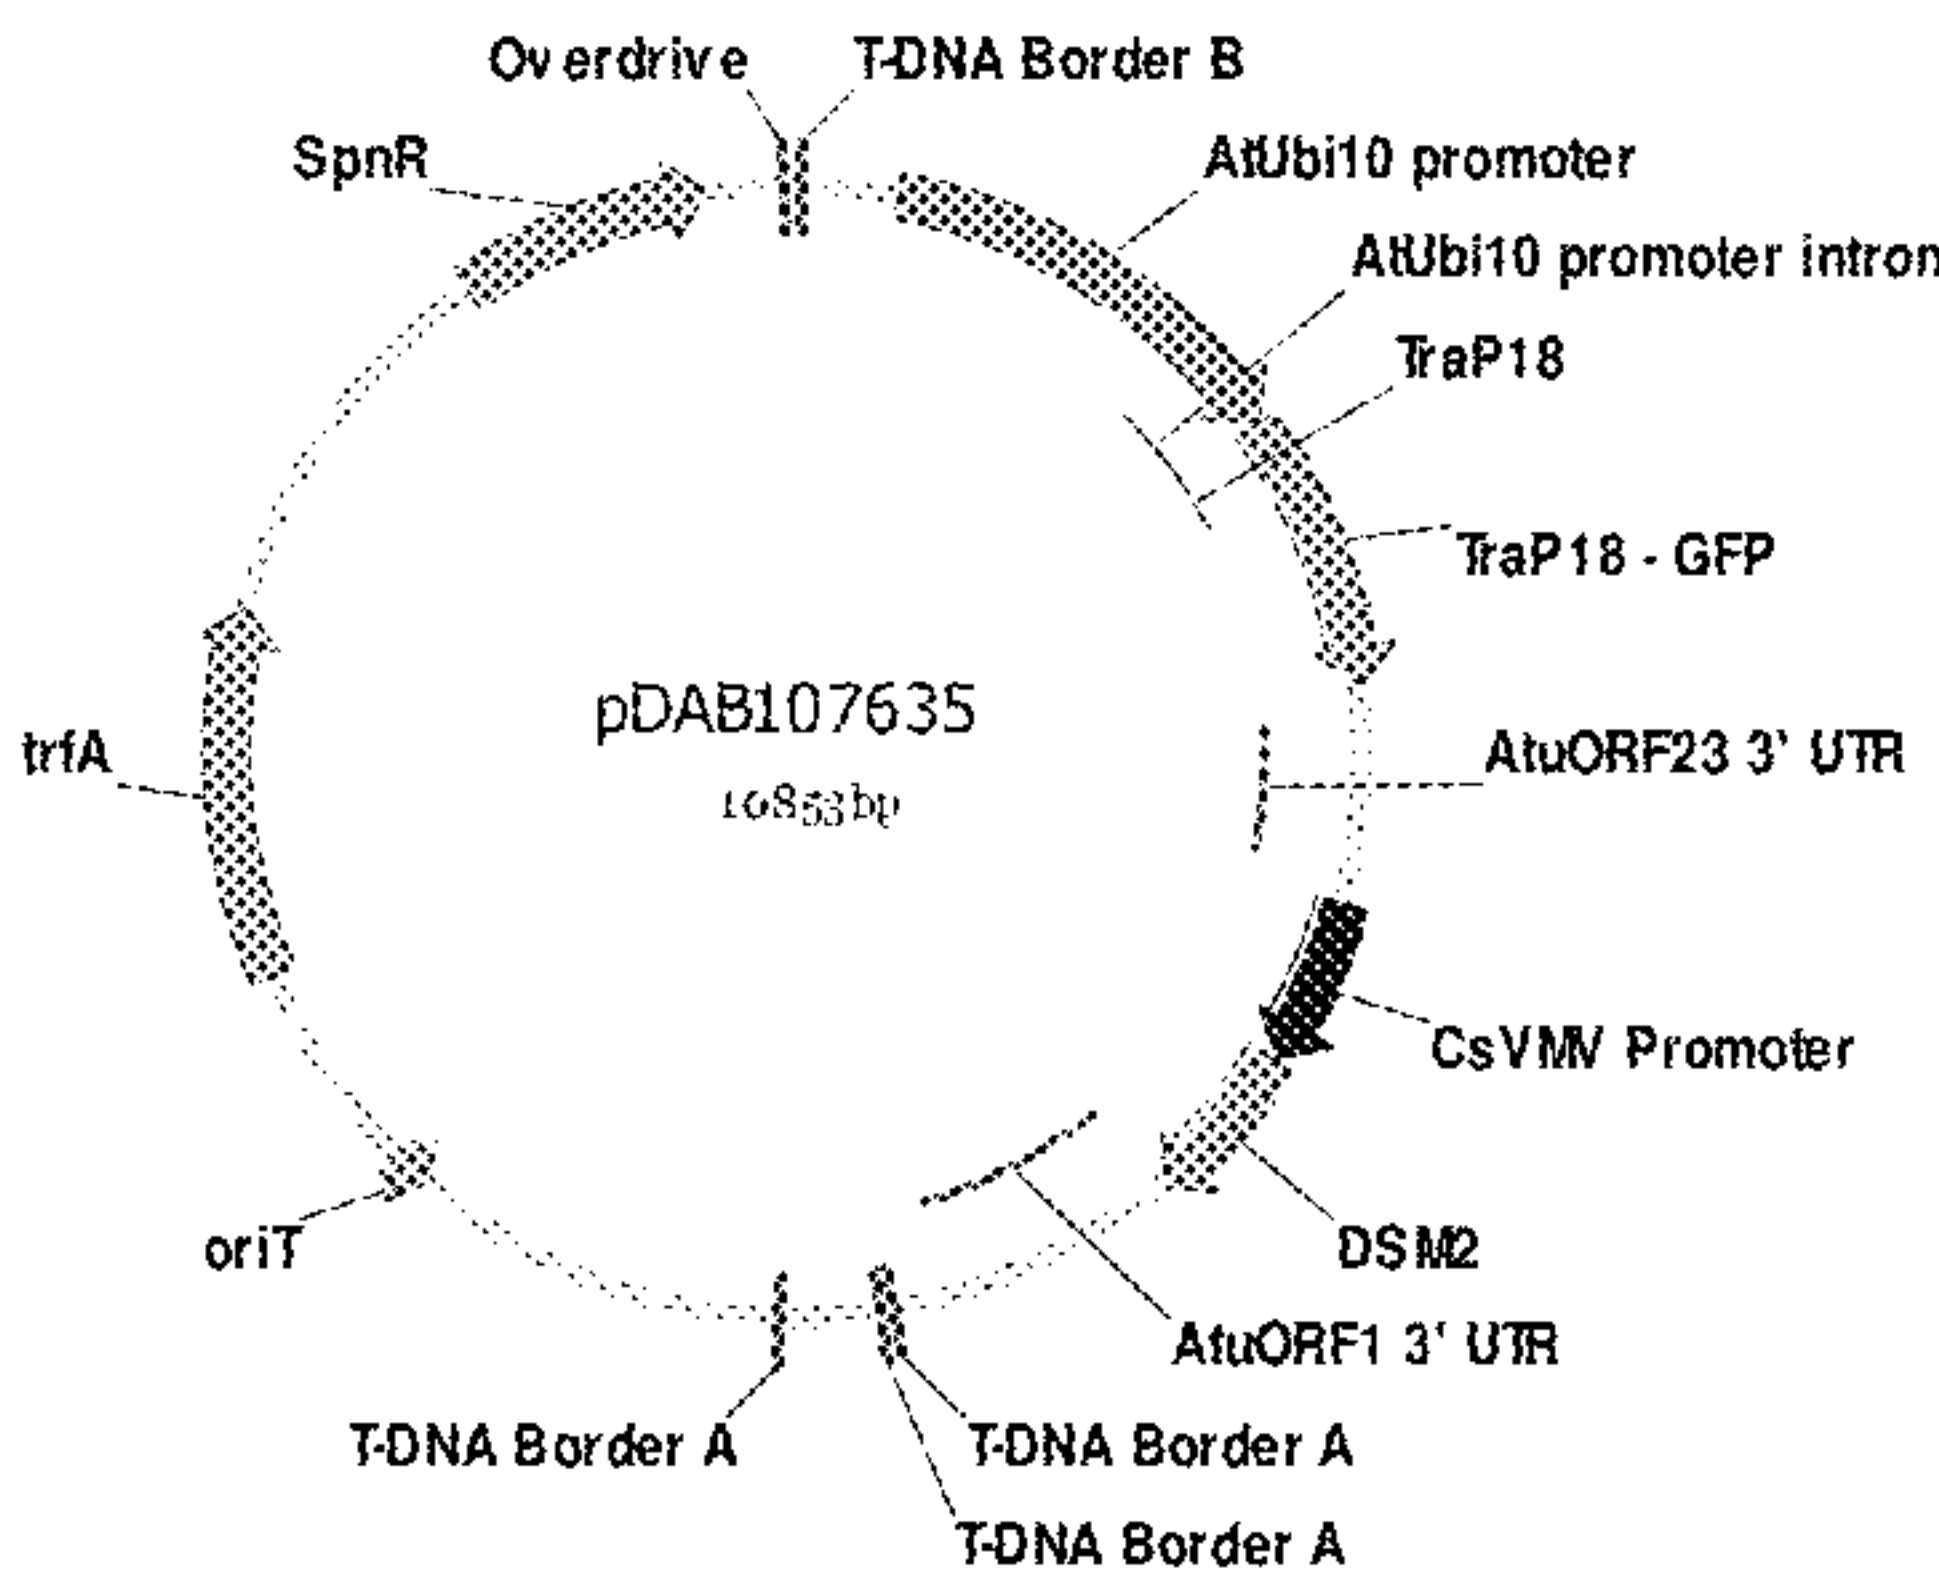 Overdrive
T-DNA Border B
SpnR
AtUbi10 promoter
AtUbi10 promoter intron
TraP18
TraP18 - GFP
pDAB107635
10853bp
trfA
AtuORF23 3' UTR
CsVMV Promoter
oriT
DSM2
AtuORF1 3' UTR
T-DNA Border A
T-DNA Border A
T-DNA Border A